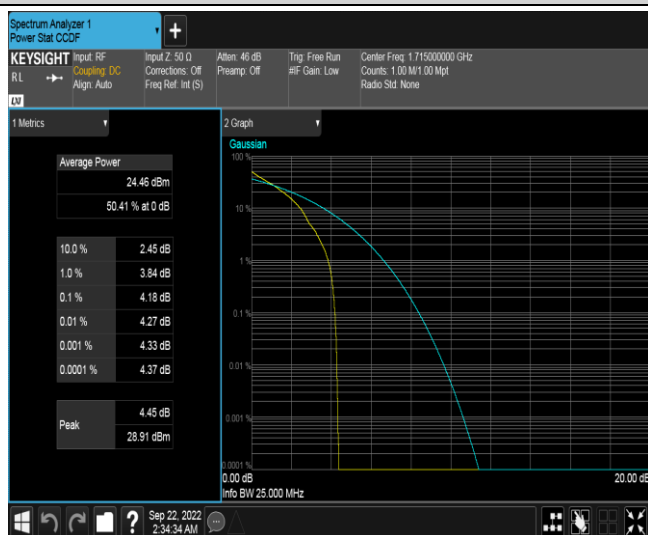 Spectrum Analyzer 1
Power Stat CCDF
+
KEYSIGHT
RL
LXI
Input: RF
Coupling: DC
Align: Auto
Input Z: 50 Ω
Corrections: Off
Freq Ref: Int (S)
Atten: 46 dB
Preamp: Off
Trig: Free Run
#IF Gain: Low
Center Freq: 1.715000000 GHz
Counts: 1.00 M/1.00 Mpt
Radio Std: None
1 Metrics
Average Power
24.46 dBm
50.41 % at 0 dB
10.0 % 2.45 dB
1.0 % 3.84 dB
0.1 % 4.18 dB
0.01 % 4.27 dB
0.001 % 4.33 dB
0.0001 % 4.37 dB
Peak
4.45 dB
28.91 dBm
2 Graph
Gaussian
100 %
10 %
1 %
0.1 %
0.01 %
0.001 %
0.0001 %
0.00 dB
20.00 dB
Info BW 25.000 MHz
?
Sep 22, 2022
2:34:34 AM